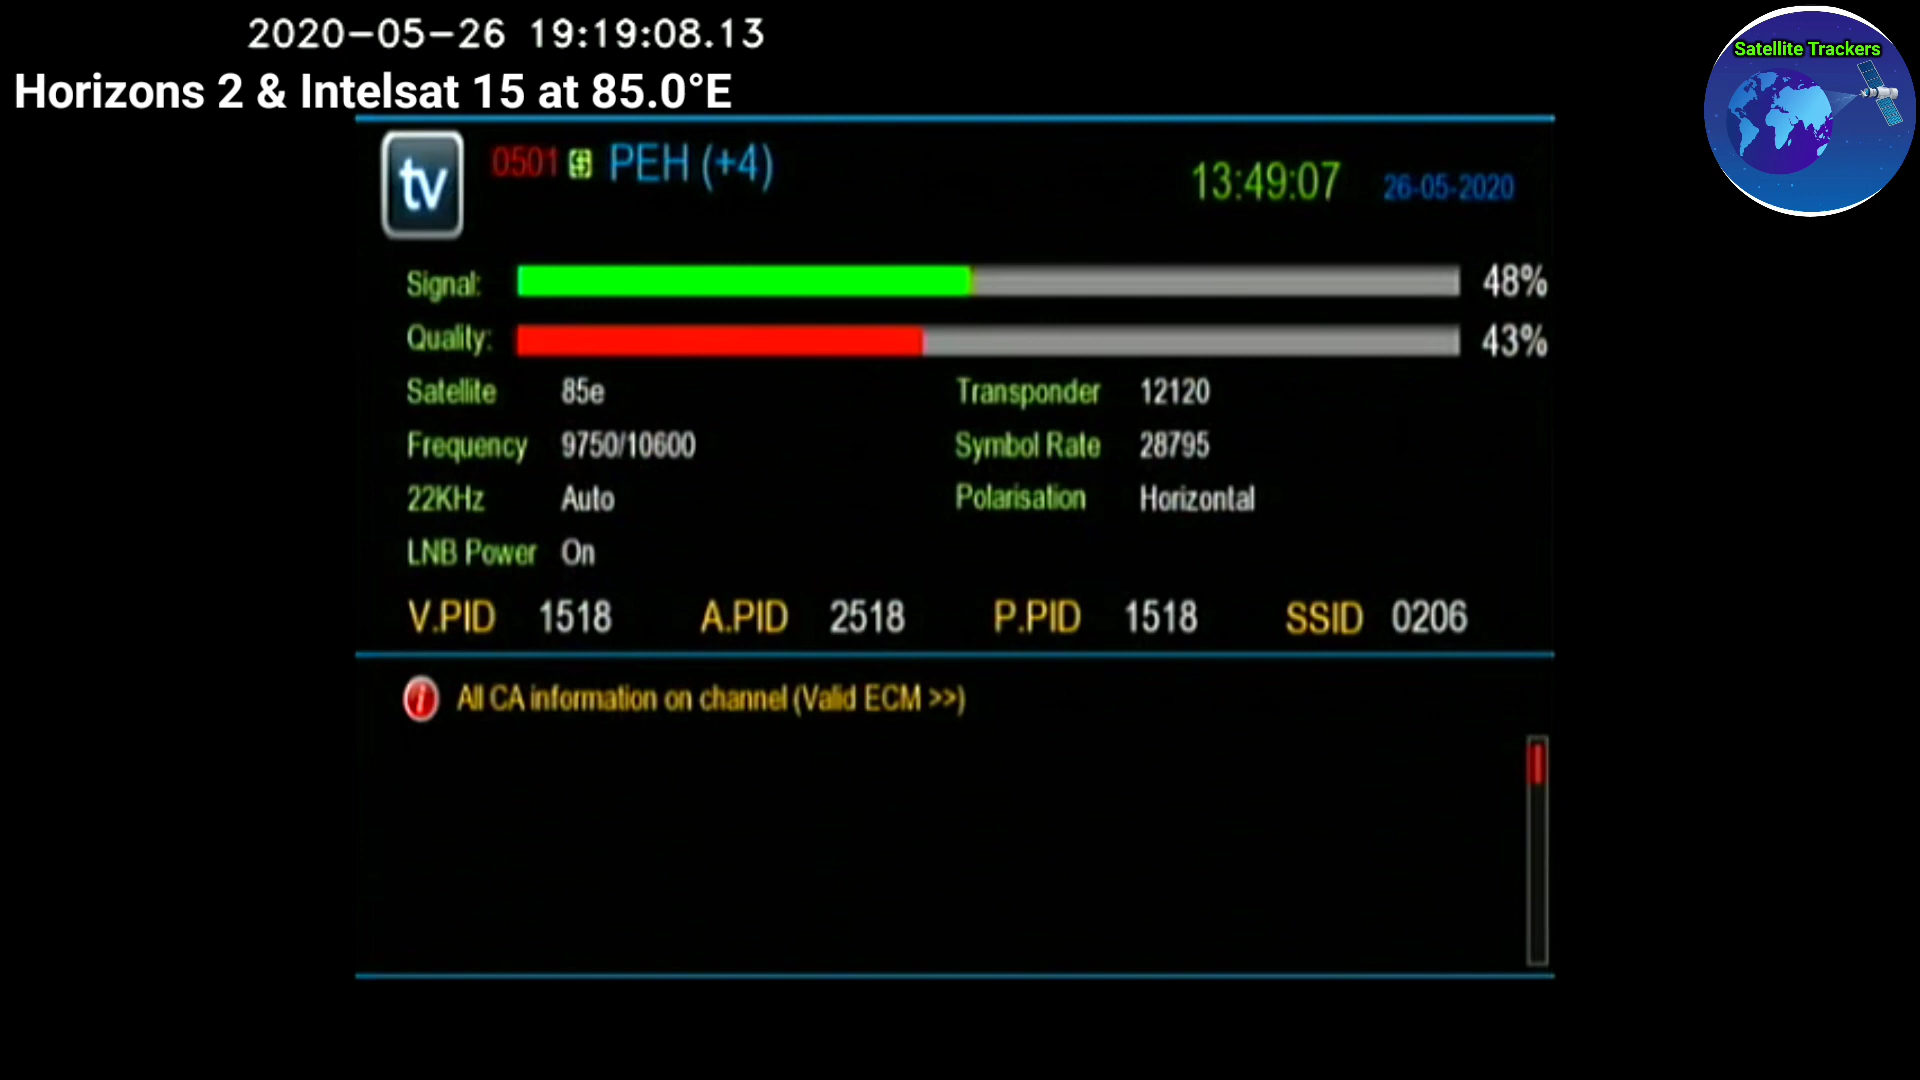 2020-05-26 19:19:08.13
Horizons 2 & Intelsat 15 at 85.0°E
Satellite Trackers
tv
0501 $ PEH (+4)
13:49:07 26-05-2020
Signal: 48%
Quality: 43%
Satellite 85e Transponder 12120
Frequency 9750/10600 Symbol Rate 28795
22KHz Auto Polarisation Horizontal
LNB Power On
V.PID 1518 A.PID 2518 P.PID 1518 SSID 0206
i All CA information on channel (Valid ECM >>)